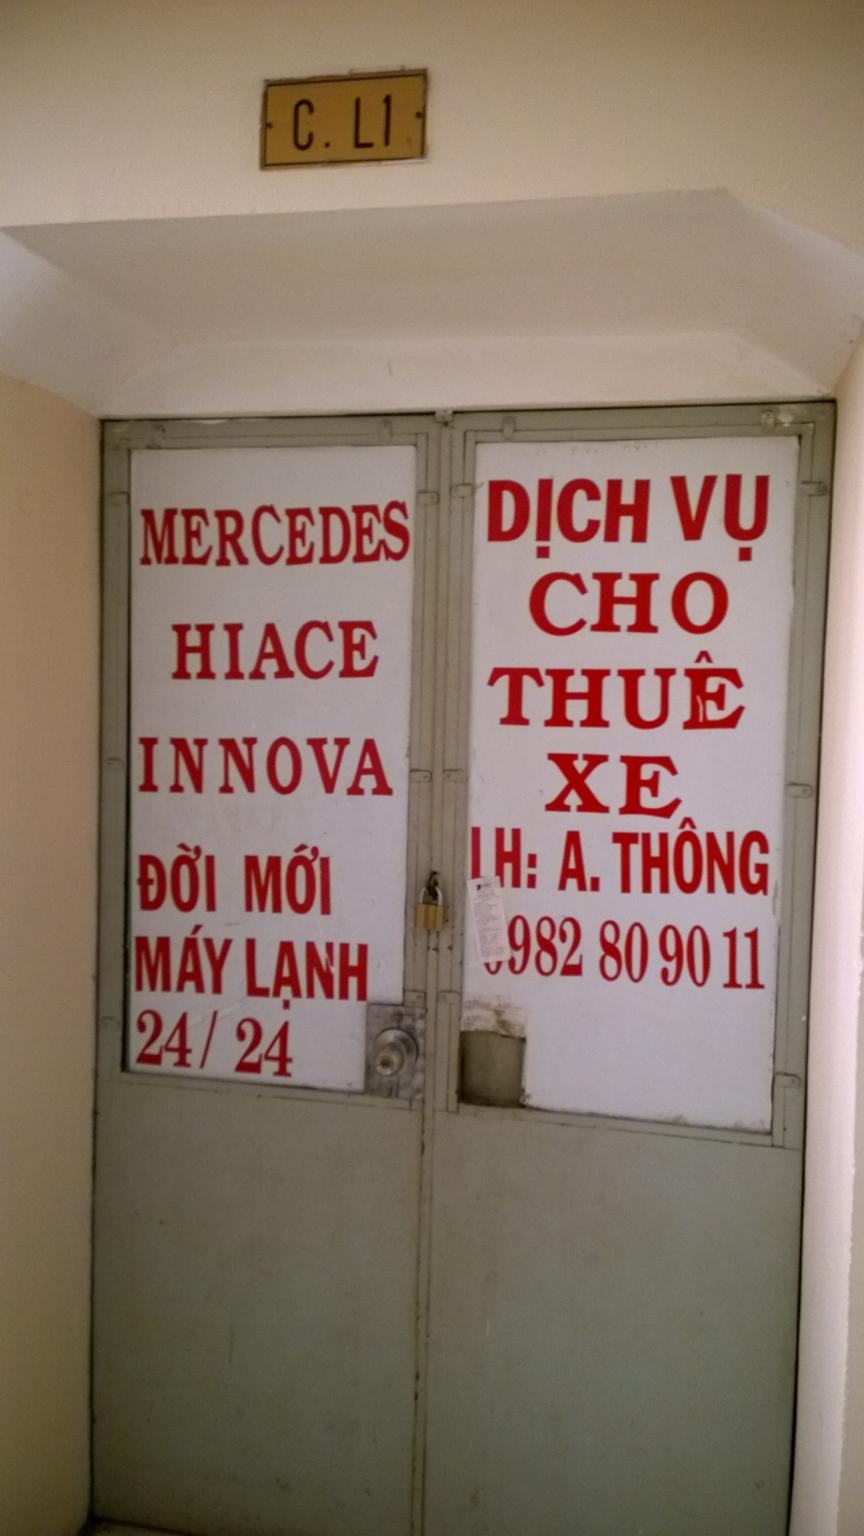 C. L1
MERCEDES
HIACE
INNOVA
ĐỜI MỚI
MÁY LẠNH
24/24
DỊCH VỤ
CHO
THUÊ
XE
LH: A. THÔNG
0982 80 90 11